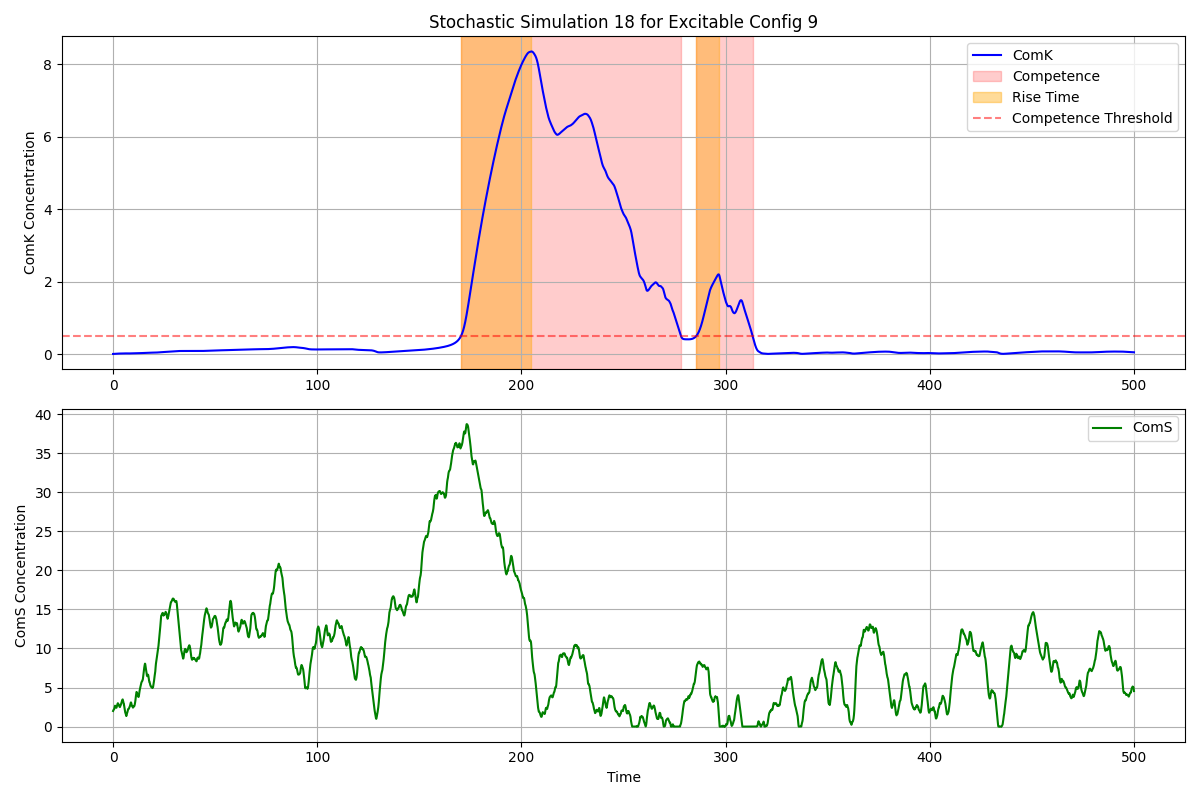 Stochastic Simulation 18 for Excitable Config 9
ComK Concentration
8
6
4
2
0
0 100 200 300 400 500
ComK
Competence
Rise Time
Competence Threshold
ComS Concentration
40
35
30
25
20
15
10
5
0
0 100 200 300 400 500
ComS
Time